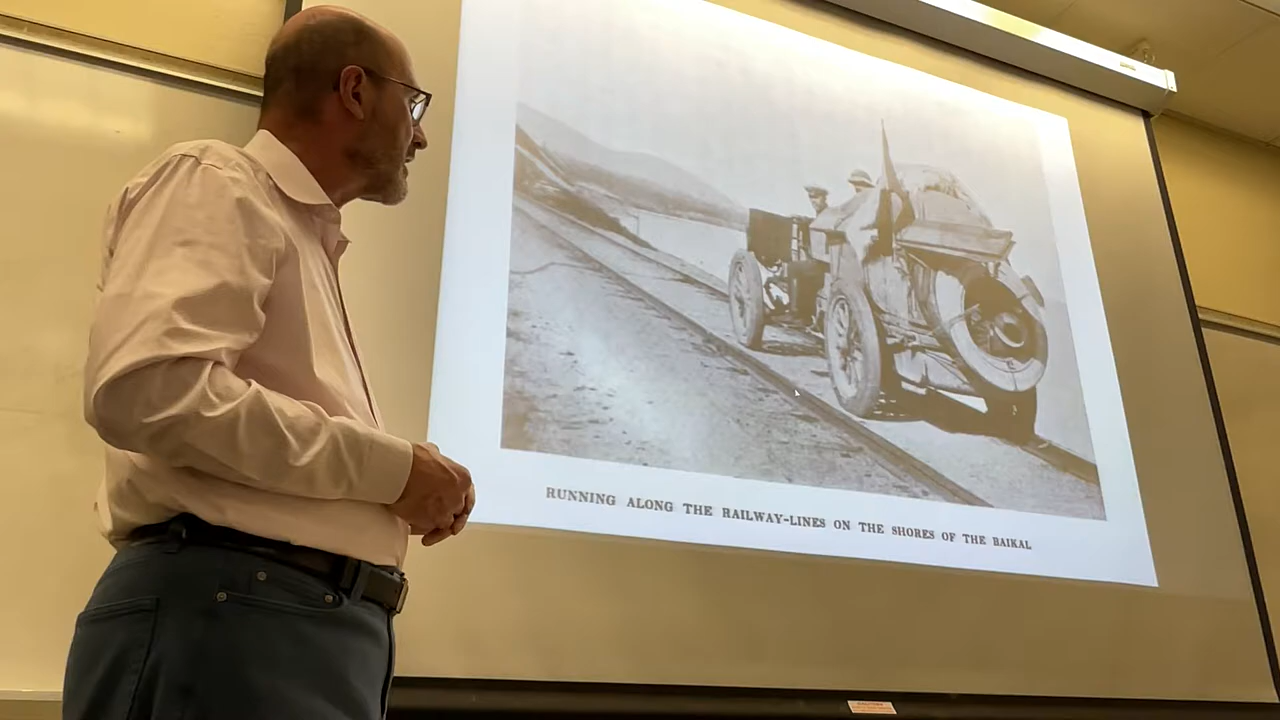 RUNNING ALONG THE RAILWAY-LINES ON THE SHORES OF THE BAIKAL